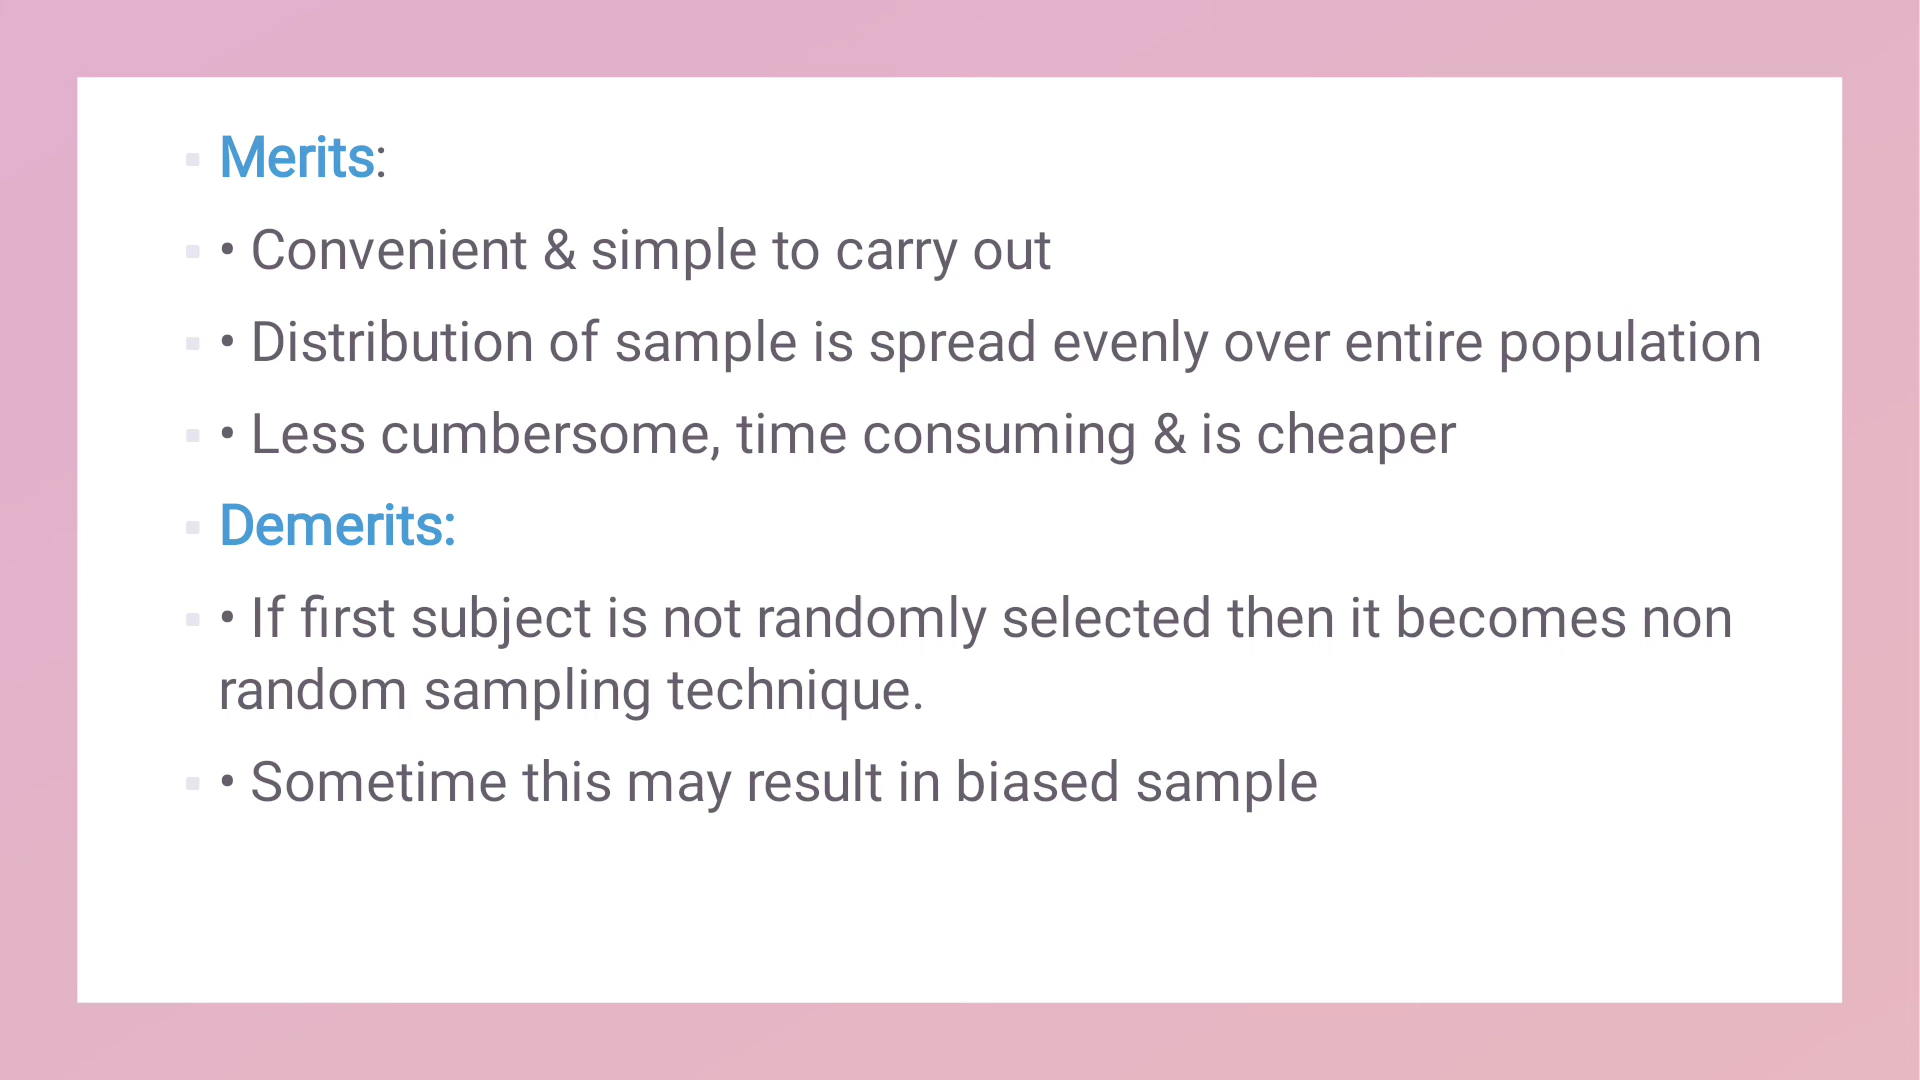 Merits:
• Convenient & simple to carry out
• Distribution of sample is spread evenly over entire population
• Less cumbersome, time consuming & is cheaper
Demerits:
• If first subject is not randomly selected then it becomes non
random sampling technique.
• Sometime this may result in biased sample